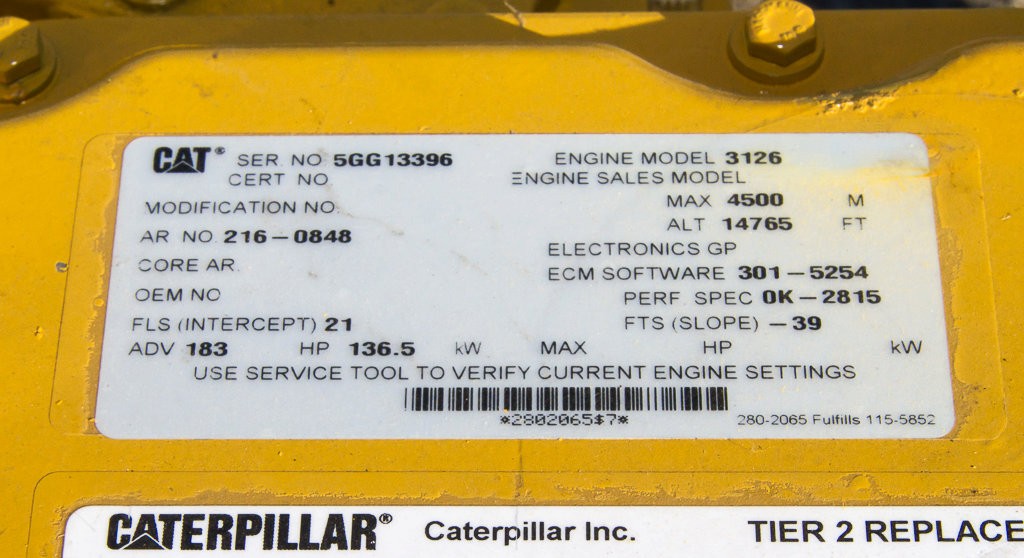 CAT® SER. NO 5GG13396 ENGINE MODEL 3126
CERT NO ENGINE SALES MODEL
MODIFICATION NO. MAX 4500 M
AR NO. 216-0848 ALT 14765 FT
CORE AR. ELECTRONICS GP
OEM NO ECM SOFTWARE 301-5254
PERF. SPEC 0K-2815
FLS (INTERCEPT) 21 FTS (SLOPE) -39
ADV 183 HP 136.5 kW MAX HP kW
USE SERVICE TOOL TO VERIFY CURRENT ENGINE SETTINGS
*2802065$7* 280-2065 Fulfills 115-5852
CATERPILLAR® Caterpillar Inc. TIER 2 REPLACE